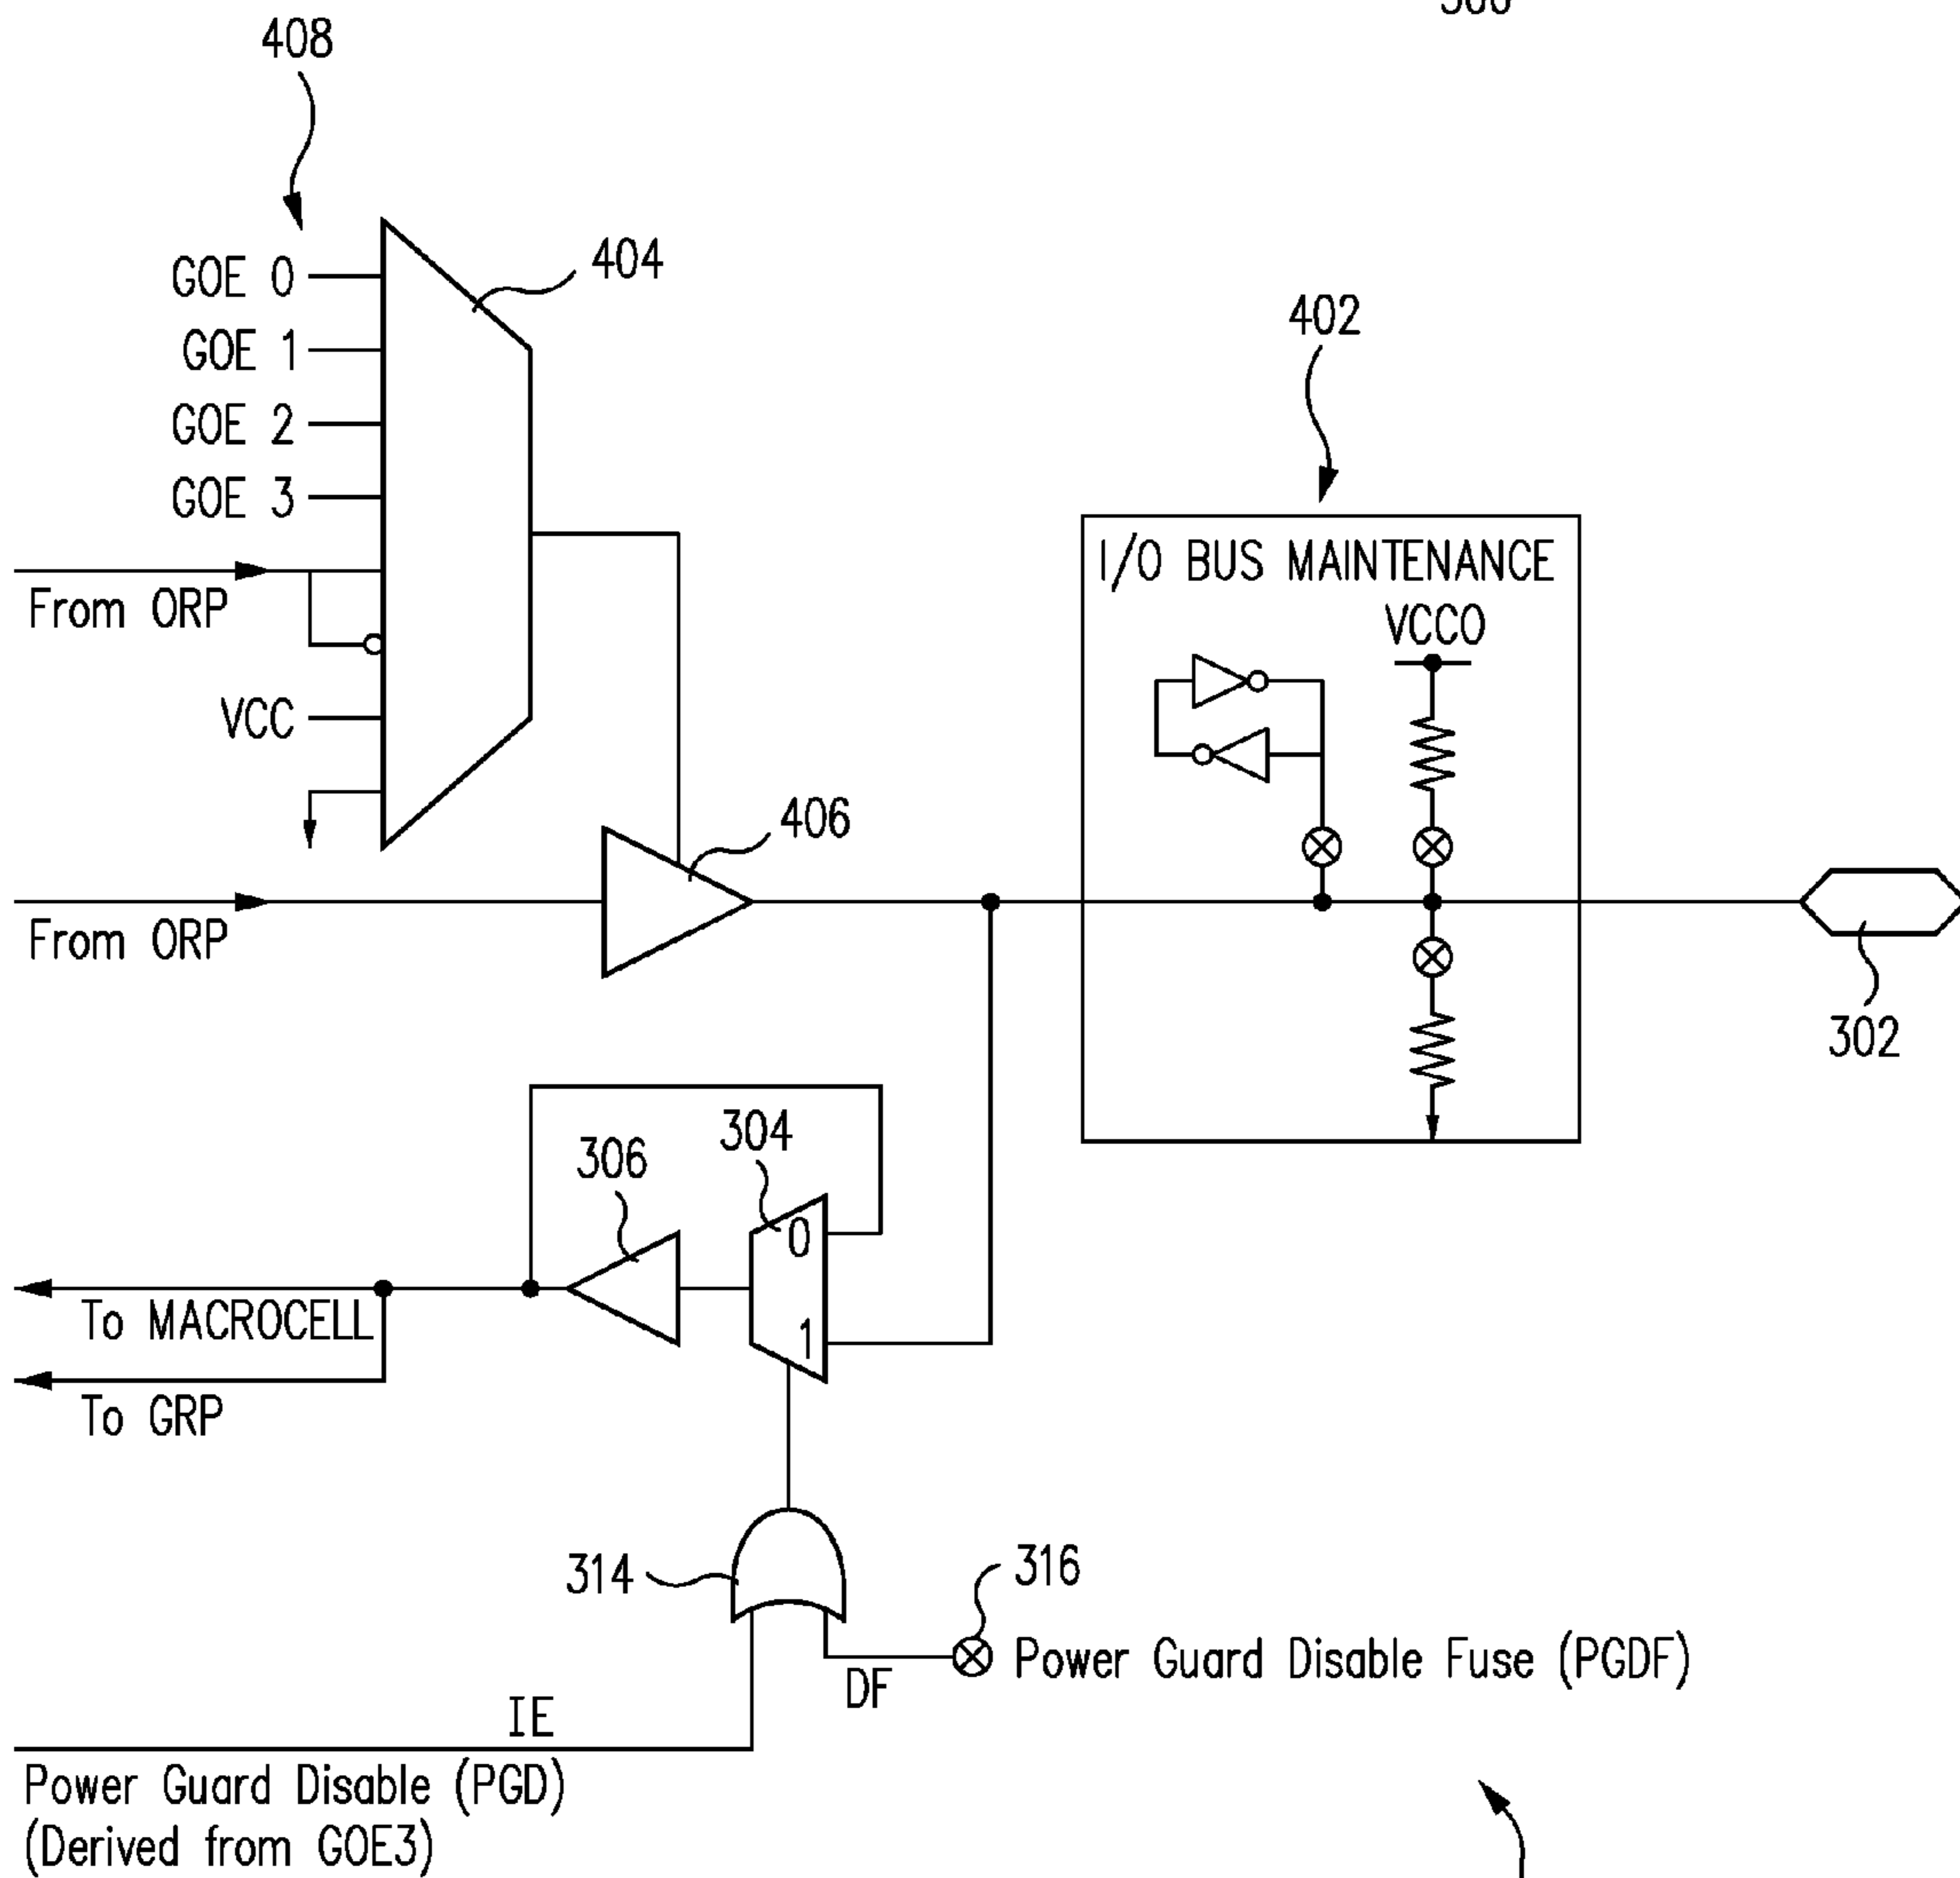 408
GOE 0
404
GOE 1
GOE 2
GOE 3
402
From ORP
I/O BUS MAINTENANCE
VCCO
VCC
406
From ORP
302
306
304
0
1
To MACROCELL
To GRP
314
316
Power Guard Disable Fuse (PGDF)
DF
IE
Power Guard Disable (PGD)
(Derived from GOE3)